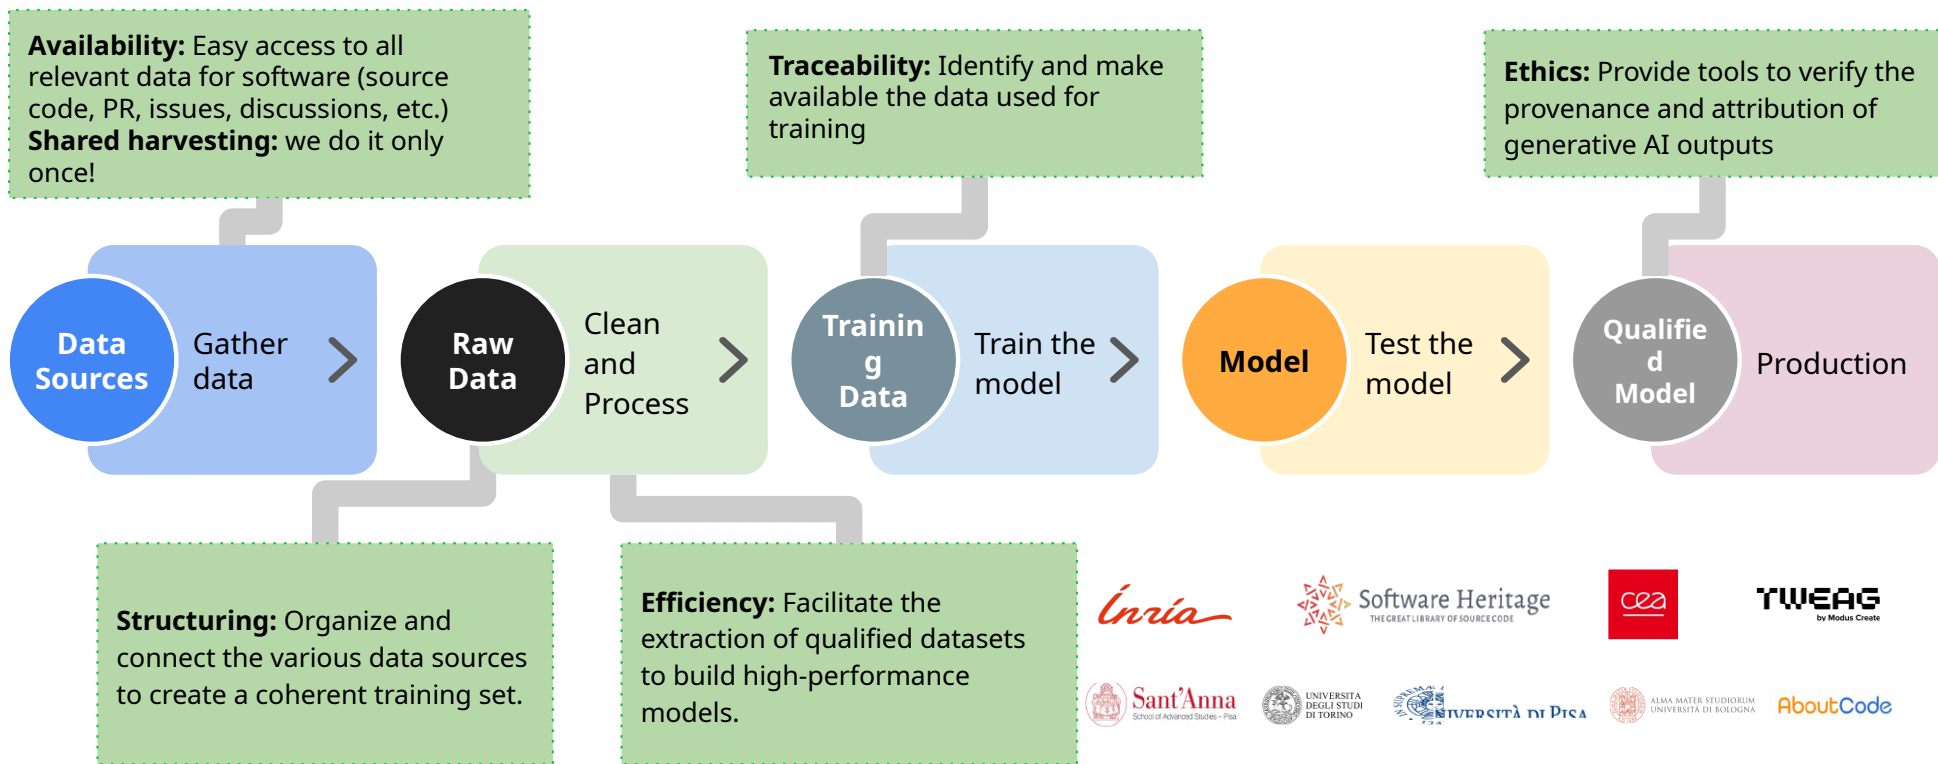 Availability: Easy access to all
relevant data for software (source
code, PR, issues, discussions, etc.)
Shared harvesting: we do it only
once!
Traceability: Identify and make
available the data used for
training
Ethics: Provide tools to verify the
provenance and attribution of
generative AI outputs
Data
Sources
Gather
data
Raw
Data
Clean
and
Process
Trainin
g
Data
Train the
model
Model
Test the
model
Qualifie
d
Model
Production
Structuring: Organize and
connect the various data sources
to create a coherent training set.
Efficiency: Facilitate the
extraction of qualified datasets
to build high-performance
models.
Inria
Software Heritage
THE GREAT LIBRARY OF SOURCE CODE
cea
TWEAG
by Modus Create
Sant'Anna
School of Advanced Studies – Pisa
UNIVERSITA
DEGLI STUDI
DI TORINO
IVERSITÀ DI PISA
ALMA MATER STUDIORUM
UNIVERSITÀ DI BOLOGNA
AboutCode